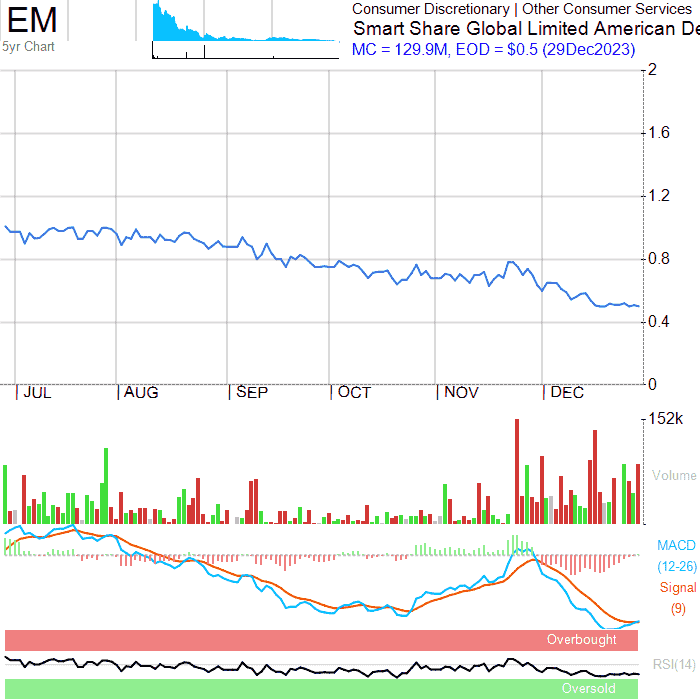 EM
5yr Chart
Consumer Discretionary | Other Consumer Services
Smart Share Global Limited American De
MC = 129.9M, EOD = $0.5 (29Dec2023)
2
1.6
1.2
0.8
0.4
0
JUL AUG SEP OCT NOV DEC
152k
Volume
MACD
(12-26)
Signal
(9)
Overbought
RSI(14)
Oversold